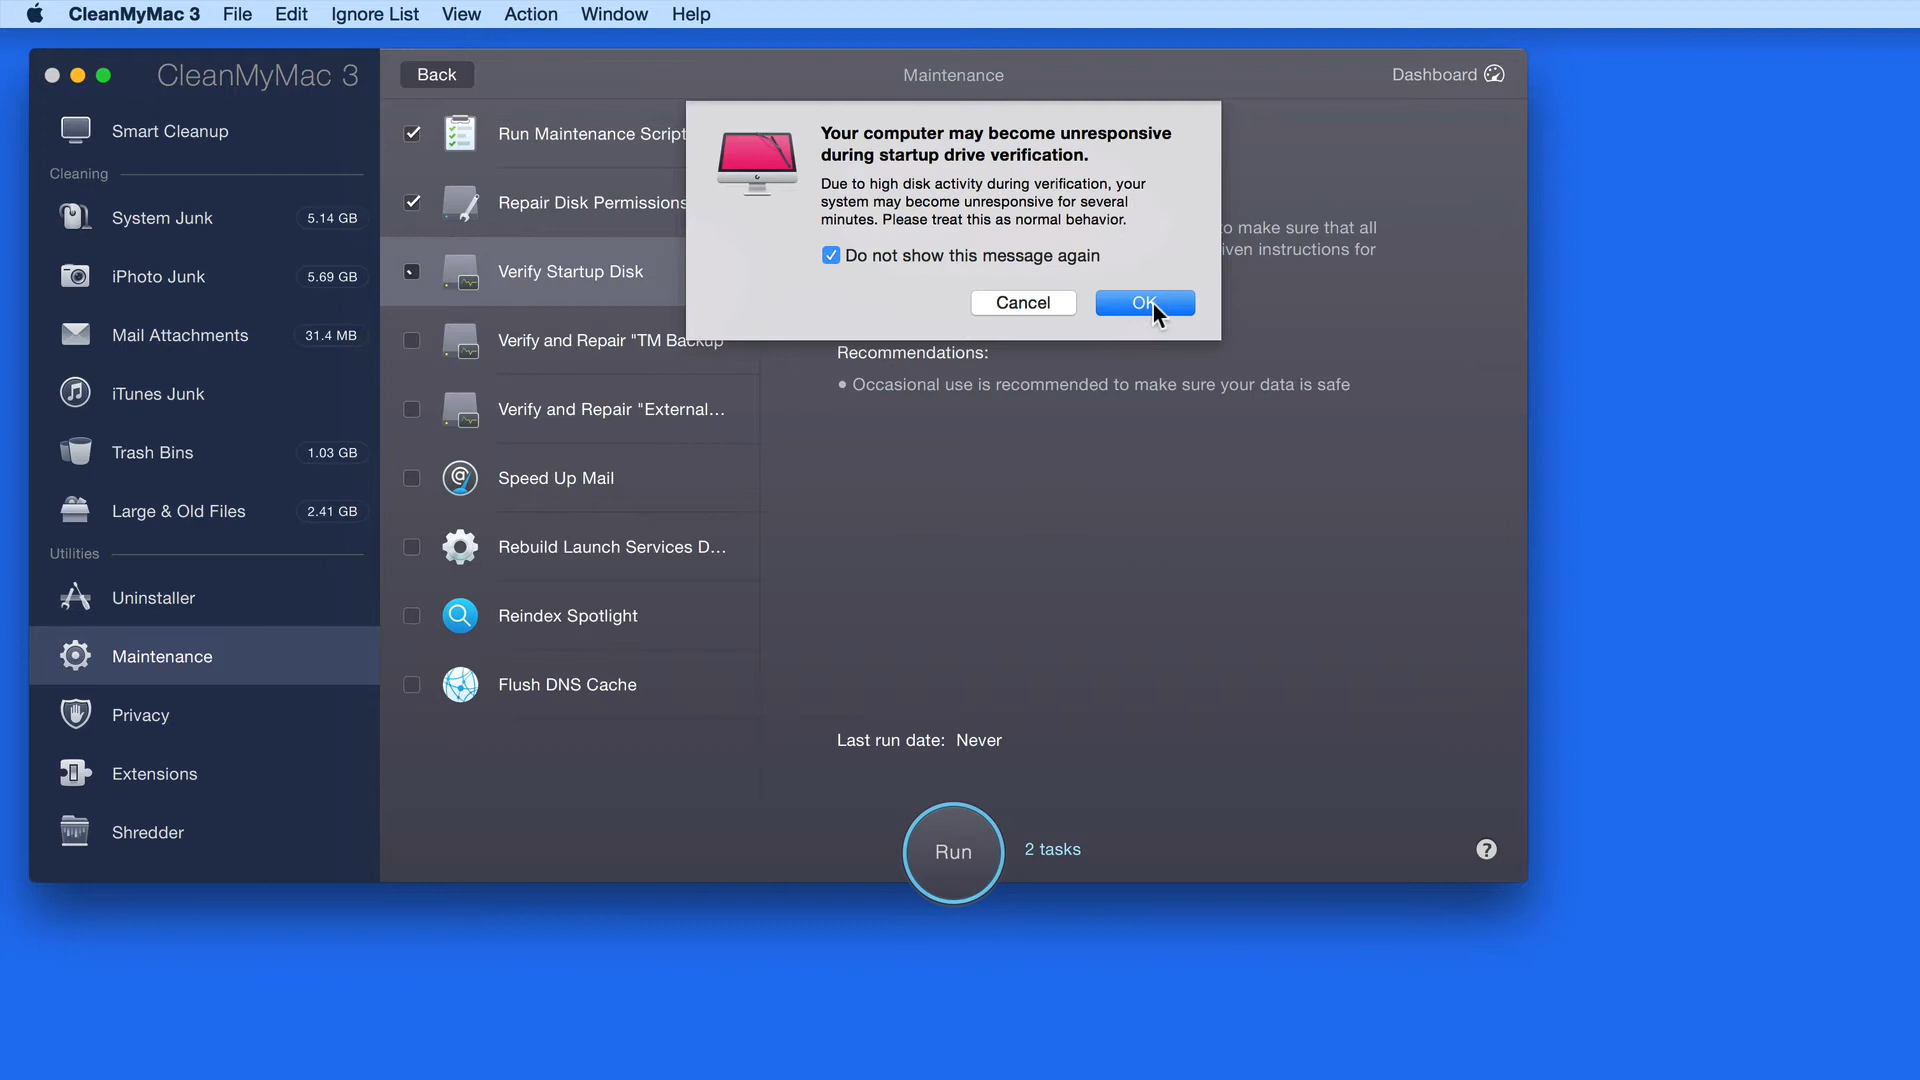 CleanMyMac 3 File Edit Ignore List View Action Window Help
CleanMyMac 3
Back
Maintenance
Dashboard
Smart Cleanup
Cleaning
System Junk 5.14 GB
iPhoto Junk 5.69 GB
Mail Attachments 31.4 MB
iTunes Junk
Trash Bins 1.03 GB
Large & Old Files 2.41 GB
Utilities
Uninstaller
Maintenance
Privacy
Extensions
Shredder
Run Maintenance Script
Repair Disk Permissions
Verify Startup Disk
Verify and Repair "TM Backup
Verify and Repair "External...
Speed Up Mail
Rebuild Launch Services D...
Reindex Spotlight
Flush DNS Cache
Your computer may become unresponsive
during startup drive verification.
Due to high disk activity during verification, your
system may become unresponsive for several
minutes. Please treat this as normal behavior.
Do not show this message again
Cancel
OK
to make sure that all
iven instructions for
Recommendations:
• Occasional use is recommended to make sure your data is safe
Last run date: Never
Run
2 tasks
?